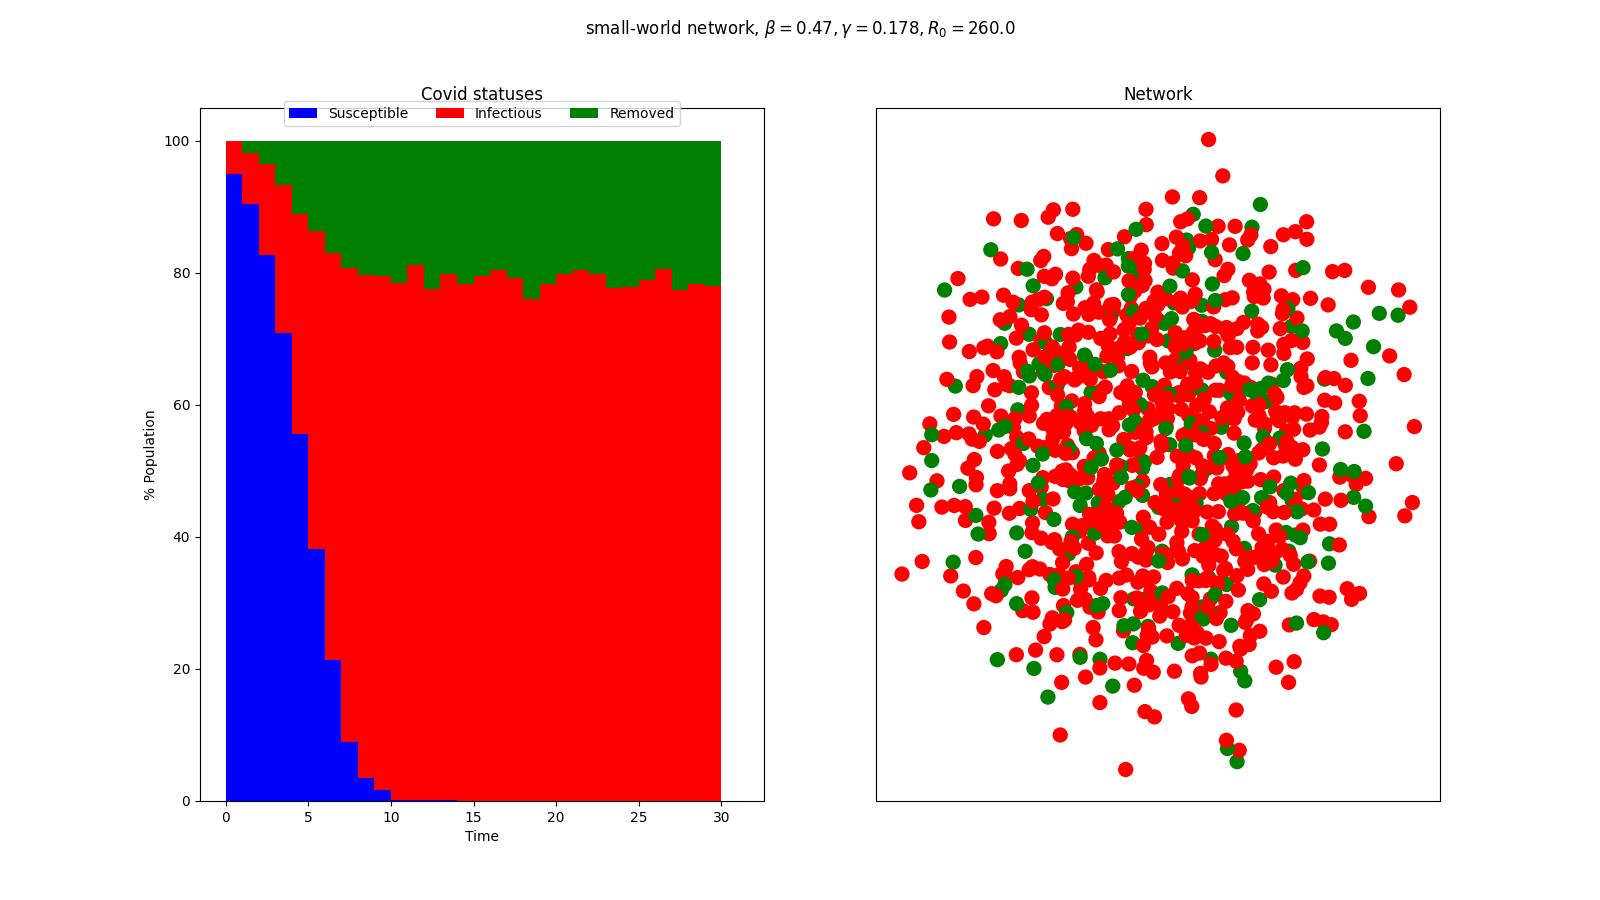 small-world network, β = 0.47, γ = 0.178, R₀ = 260.0
Covid statuses
Susceptible Infectious Removed
100
80
60
40
20
0
% Population
0 5 10 15 20 25 30
Time
Network